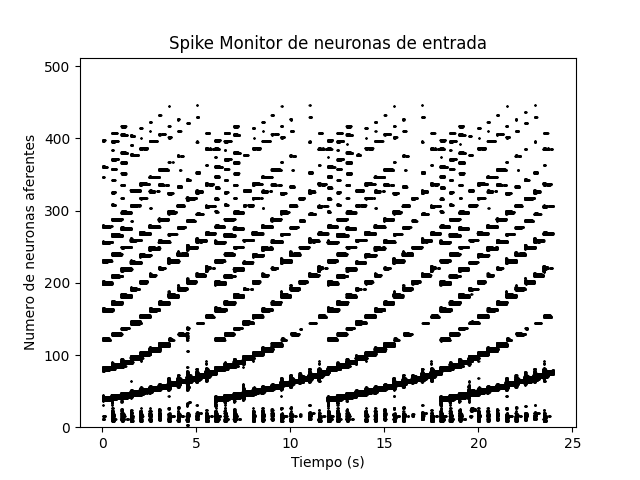 Spike Monitor de neuronas de entrada
Numero de neuronas aferentes
500
400
300
200
100
0
0 5 10 15 20 25
Tiempo (s)